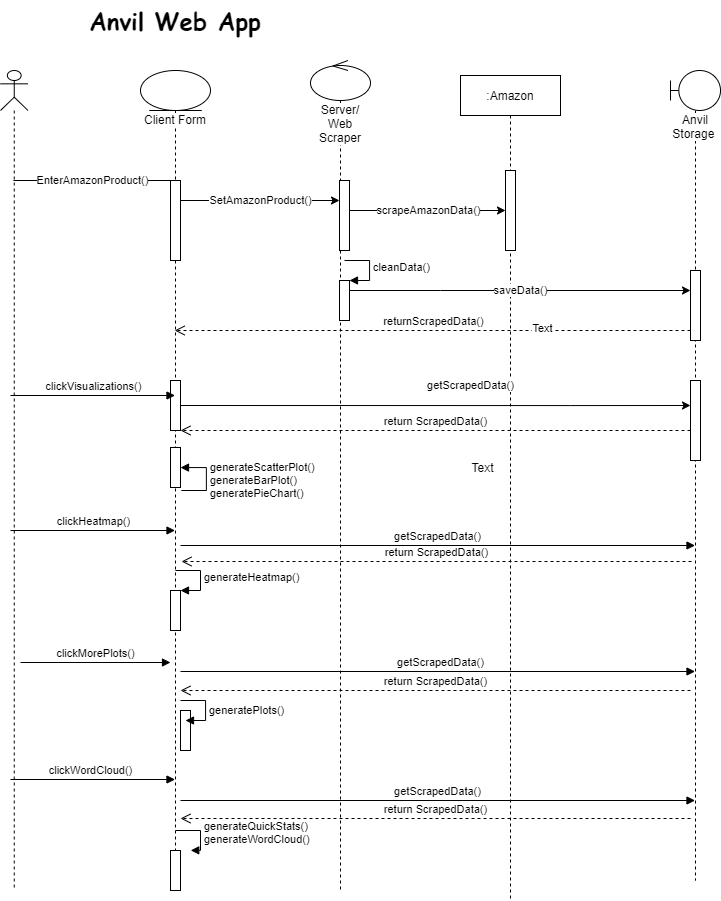 Anvil Web App
Client Form
Server/
Web
Scraper
:Amazon
Anvil
Storage
EnterAmazonProduct()
SetAmazonProduct()
scrapeAmazonData()
cleanData()
saveData()
returnScrapedData()
Text
clickVisualizations()
getScrapedData()
return ScrapedData()
generateScatterPlot()
generateBarPlot()
generatePieChart()
Text
clickHeatmap()
getScrapedData()
return ScrapedData()
generateHeatmap()
clickMorePlots()
getScrapedData()
return ScrapedData()
generatePlots()
clickWordCloud()
getScrapedData()
return ScrapedData()
generateQuickStats()
generateWordCloud()